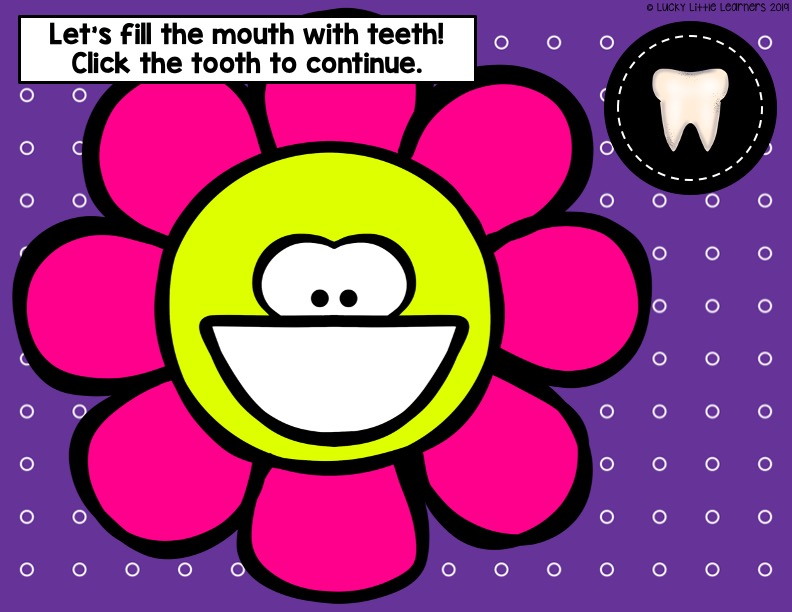 © Lucky Little Learners 2019
Let's fill the mouth with teeth!
Click the tooth to continue.